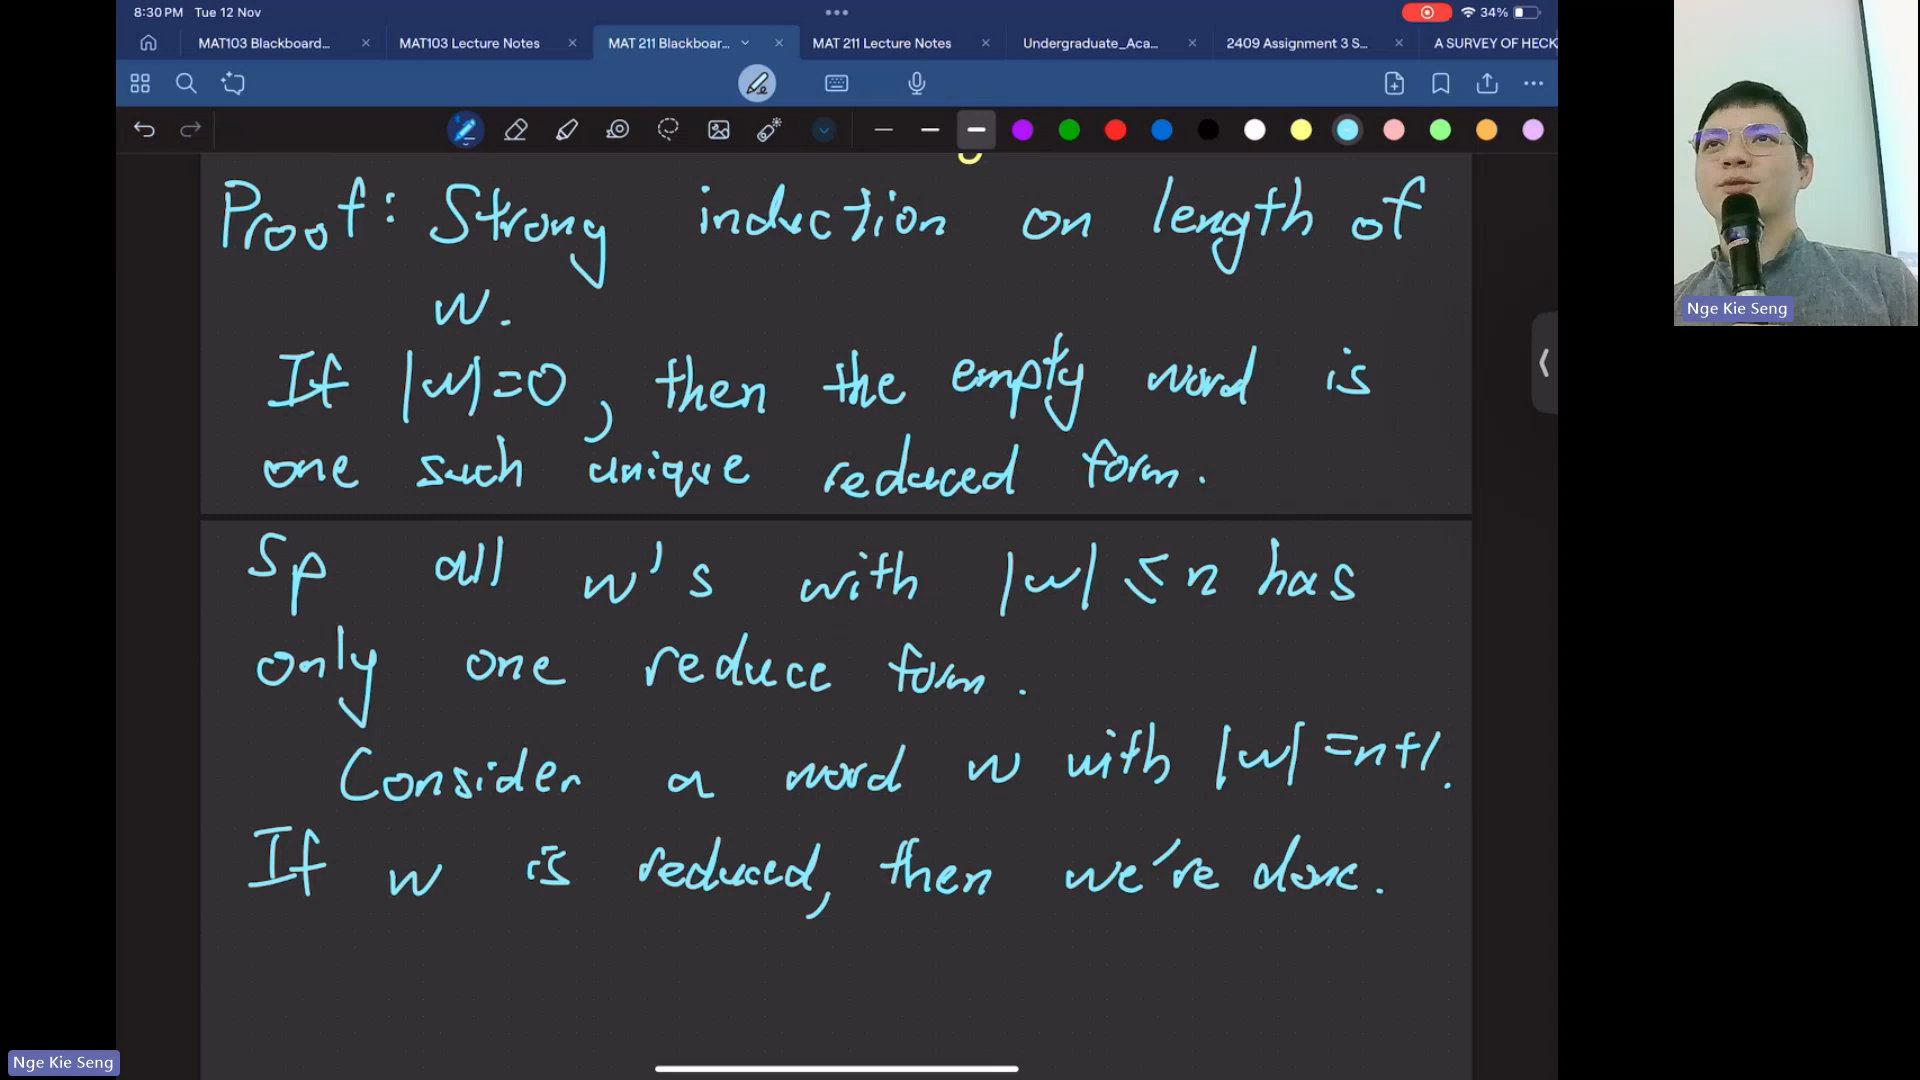 8:30 PM Tue 12 Nov
34%
MAT103 Blackboard...
MAT103 Lecture Notes
MAT 211 Blackboar...
MAT 211 Lecture Notes
Undergraduate_Aca...
2409 Assignment 3 S...
A SURVEY OF HECK
Proof: Strong induction on length of
w.
If |w|=0, then the empty word is
one such unique reduced form.
Sp all w's with |w| ≤ n has
only one reduce form.
Consider a word w with |w| = n+1.
If w is reduced, then we're done.
Nge Kie Seng
Nge Kie Seng